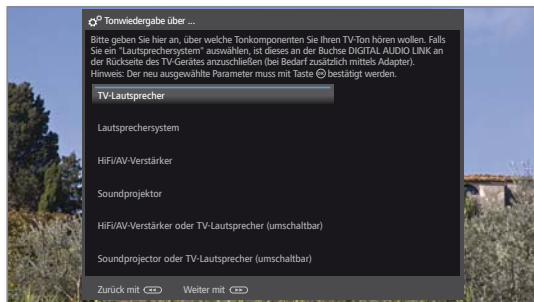 Tonwiedergabe über ...
Bitte geben Sie hier an, über welche Tonkomponenten Sie Ihren TV-Ton hören wollen. Falls
Sie ein "Lautsprechersystem" auswählen, ist dieses an der Buchse DIGITAL AUDIO LINK an
der Rückseite des TV-Gerätes anzuschließen (bei Bedarf zusätzlich mittels Adapter).
Hinweis: Der neu ausgewählte Parameter muss mit Taste OK bestätigt werden.
TV-Lautsprecher
Lautsprechersystem
HiFi/AV-Verstärker
Soundprojektor
HiFi/AV-Verstärker oder TV-Lautsprecher (umschaltbar)
Soundprojector oder TV-Lautsprecher (umschaltbar)
Zurück mit Weiter mit